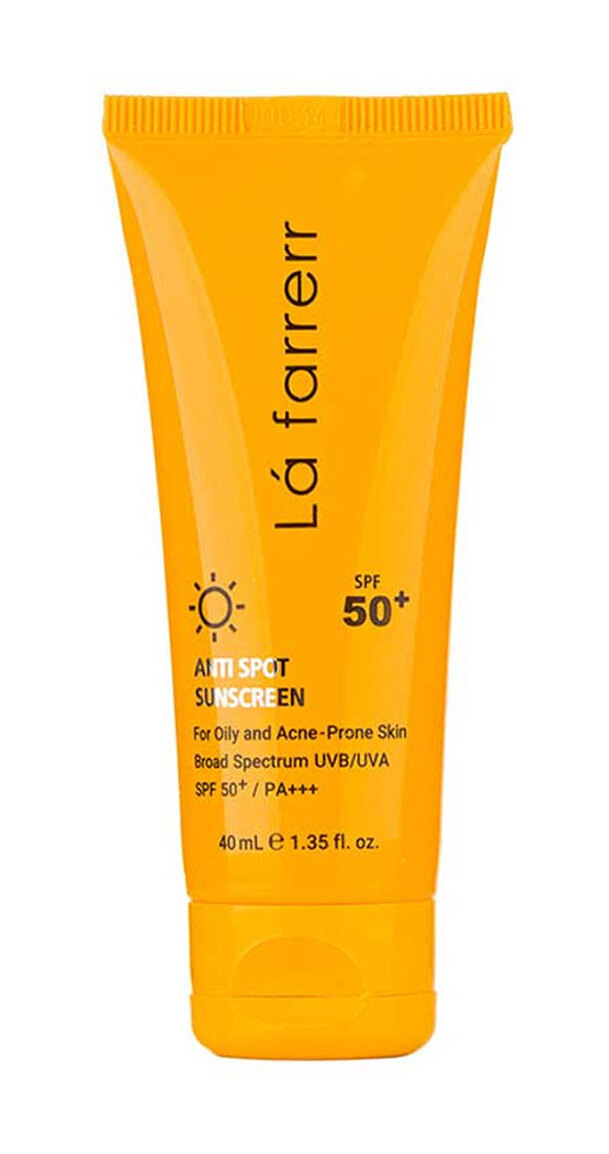 Lá farrerr
SPF
50+
ANTI SPOT
SUNSCREEN
For Oily and Acne-Prone Skin
Broad Spectrum UVB/UVA
SPF 50+ / PA+++
40 mL ℮ 1.35 fl. oz.